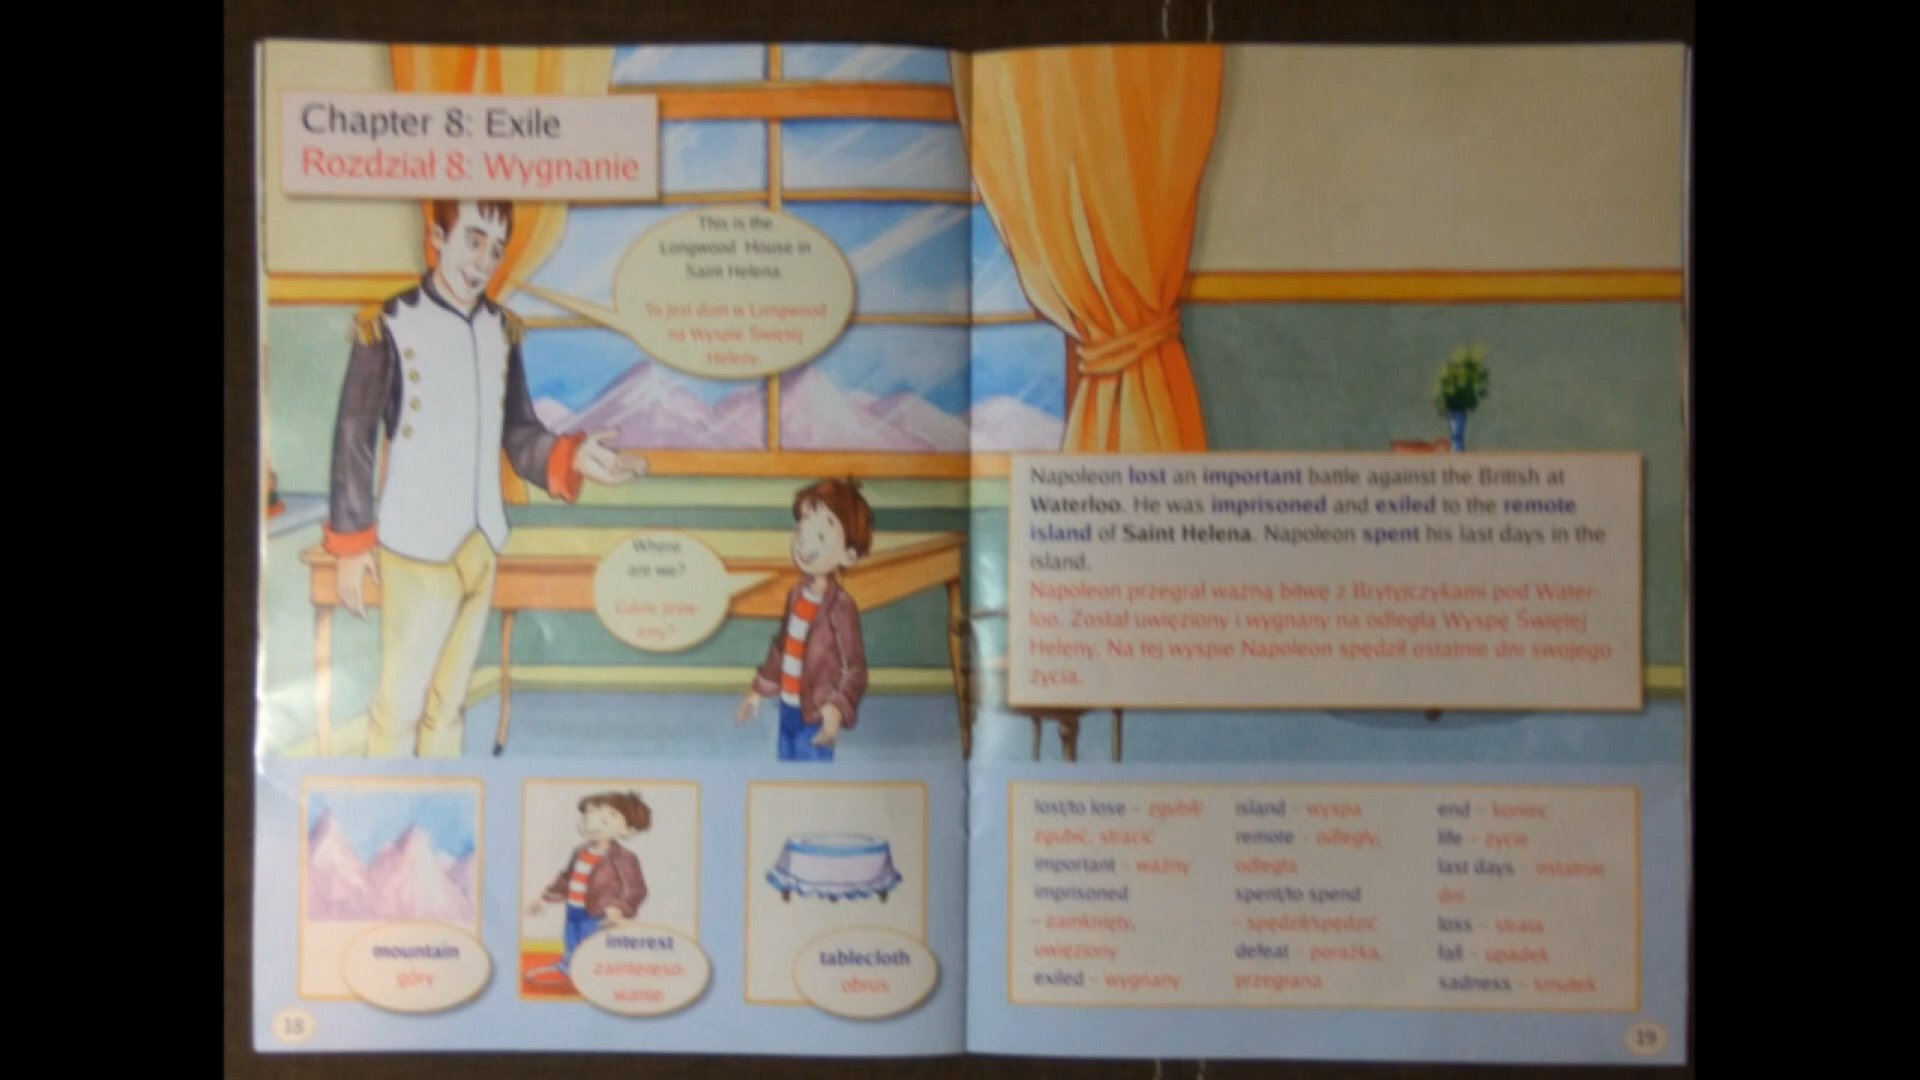 Chapter 8: Exile
Rozdział 8: Wygnanie
This is the
Longwood House in
Saint Helena.
To jest dom w Longwood
na Wyspie Świętej
Heleny.
Where
are we?
Gdzie jeste-
śmy?
mountain
góry
interest
zaintereso-
wanie
tablecloth
obrus
18
Napoleon lost an important battle against the British at
Waterloo. He was imprisoned and exiled to the remote
island of Saint Helena. Napoleon spent his last days in the
island.
Napoleon przegrał ważną bitwę z Brytyjczykami pod Water-
loo. Został uwięziony i wygnany na odległą Wyspę Świętej
Heleny. Na tej wyspie Napoleon spędził ostatnie dni swojego
życia.
lost/to lose - zgubił/
zgubić, stracić
important - ważny
imprisoned
- zamknięty,
uwięziony
exiled - wygnany
island - wyspa
remote - odległy,
odległa
spent/to spend
- spędził/spędzić
defeat - porażka,
przegrana
end - koniec
life - życie
last days - ostatnie
dni
loss - strata
fall - upadek
sadness - smutek
19